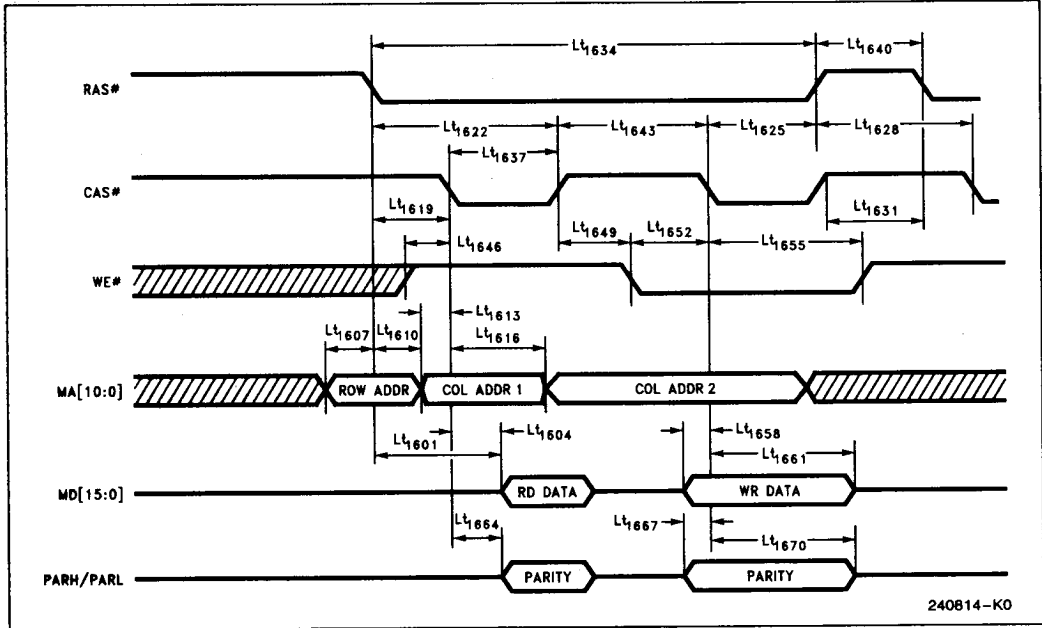 Lt1634
Lt1640
RAS#
Lt1622
Lt1643
Lt1625
Lt1628
Lt1637
CAS#
Lt1619
Lt1631
Lt1646
Lt1649
Lt1652
Lt1655
WE#
Lt1607
Lt1610
Lt1613
Lt1616
MA[10:0]
ROW ADDR
COL ADDR 1
COL ADDR 2
Lt1601
Lt1604
Lt1658
Lt1661
MD[15:0]
RD DATA
WR DATA
Lt1664
Lt1667
Lt1670
PARH/PARL
PARITY
PARITY
240814-K0